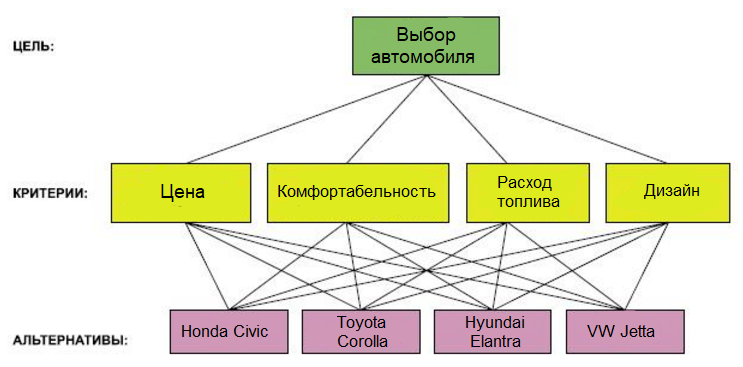 ЦЕЛЬ:
Выбор
автомобиля
КРИТЕРИИ:
Цена
Комфортабельность
Расход
топлива
Дизайн
АЛЬТЕРНАТИВЫ:
Honda Civic
Toyota
Corolla
Hyundai
Elantra
VW Jetta